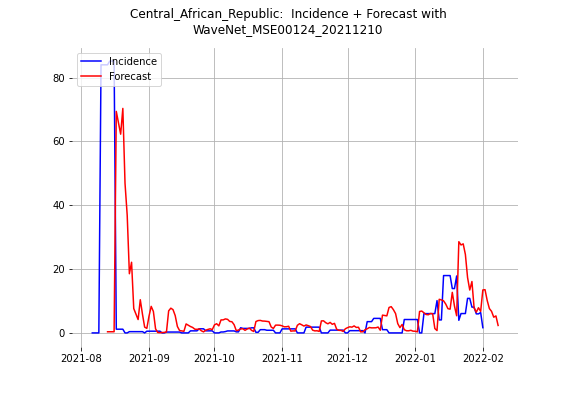 Central_African_Republic:  Incidence + Forecast with
WaveNet_MSE00124_20211210
Incidence
Forecast
80
60
40
20
0
2021-08 2021-09 2021-10 2021-11 2021-12 2022-01 2022-02